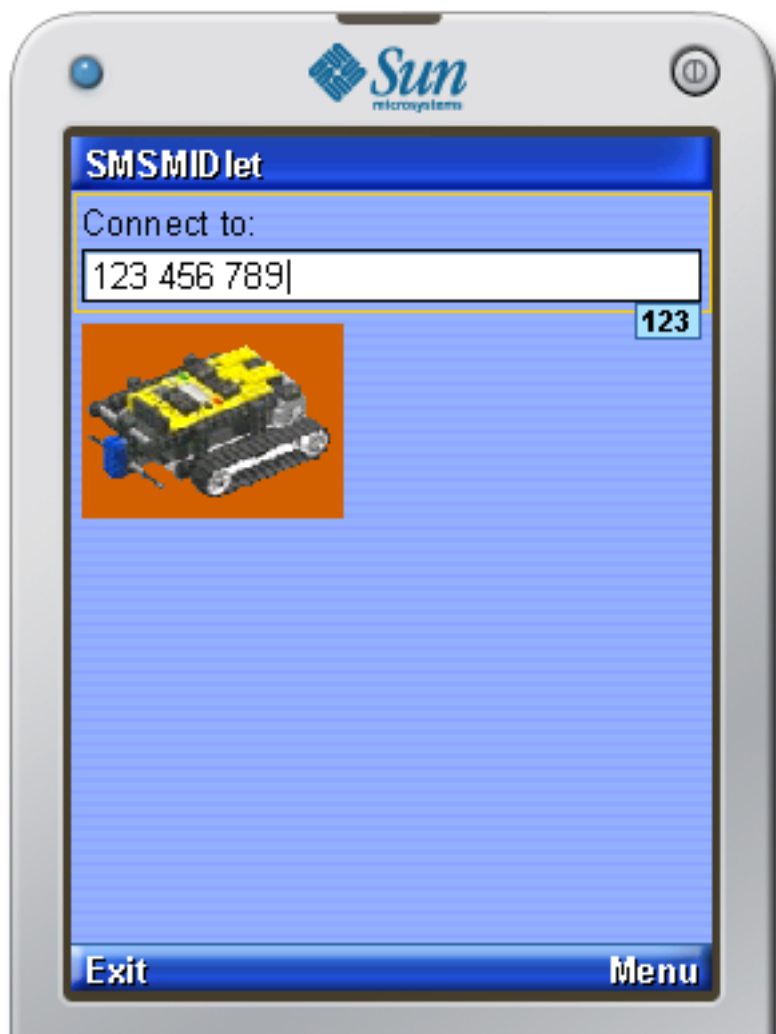 Sun
microsystems
SMSMIDlet
Connect to:
123 456 789
123
Exit
Menu